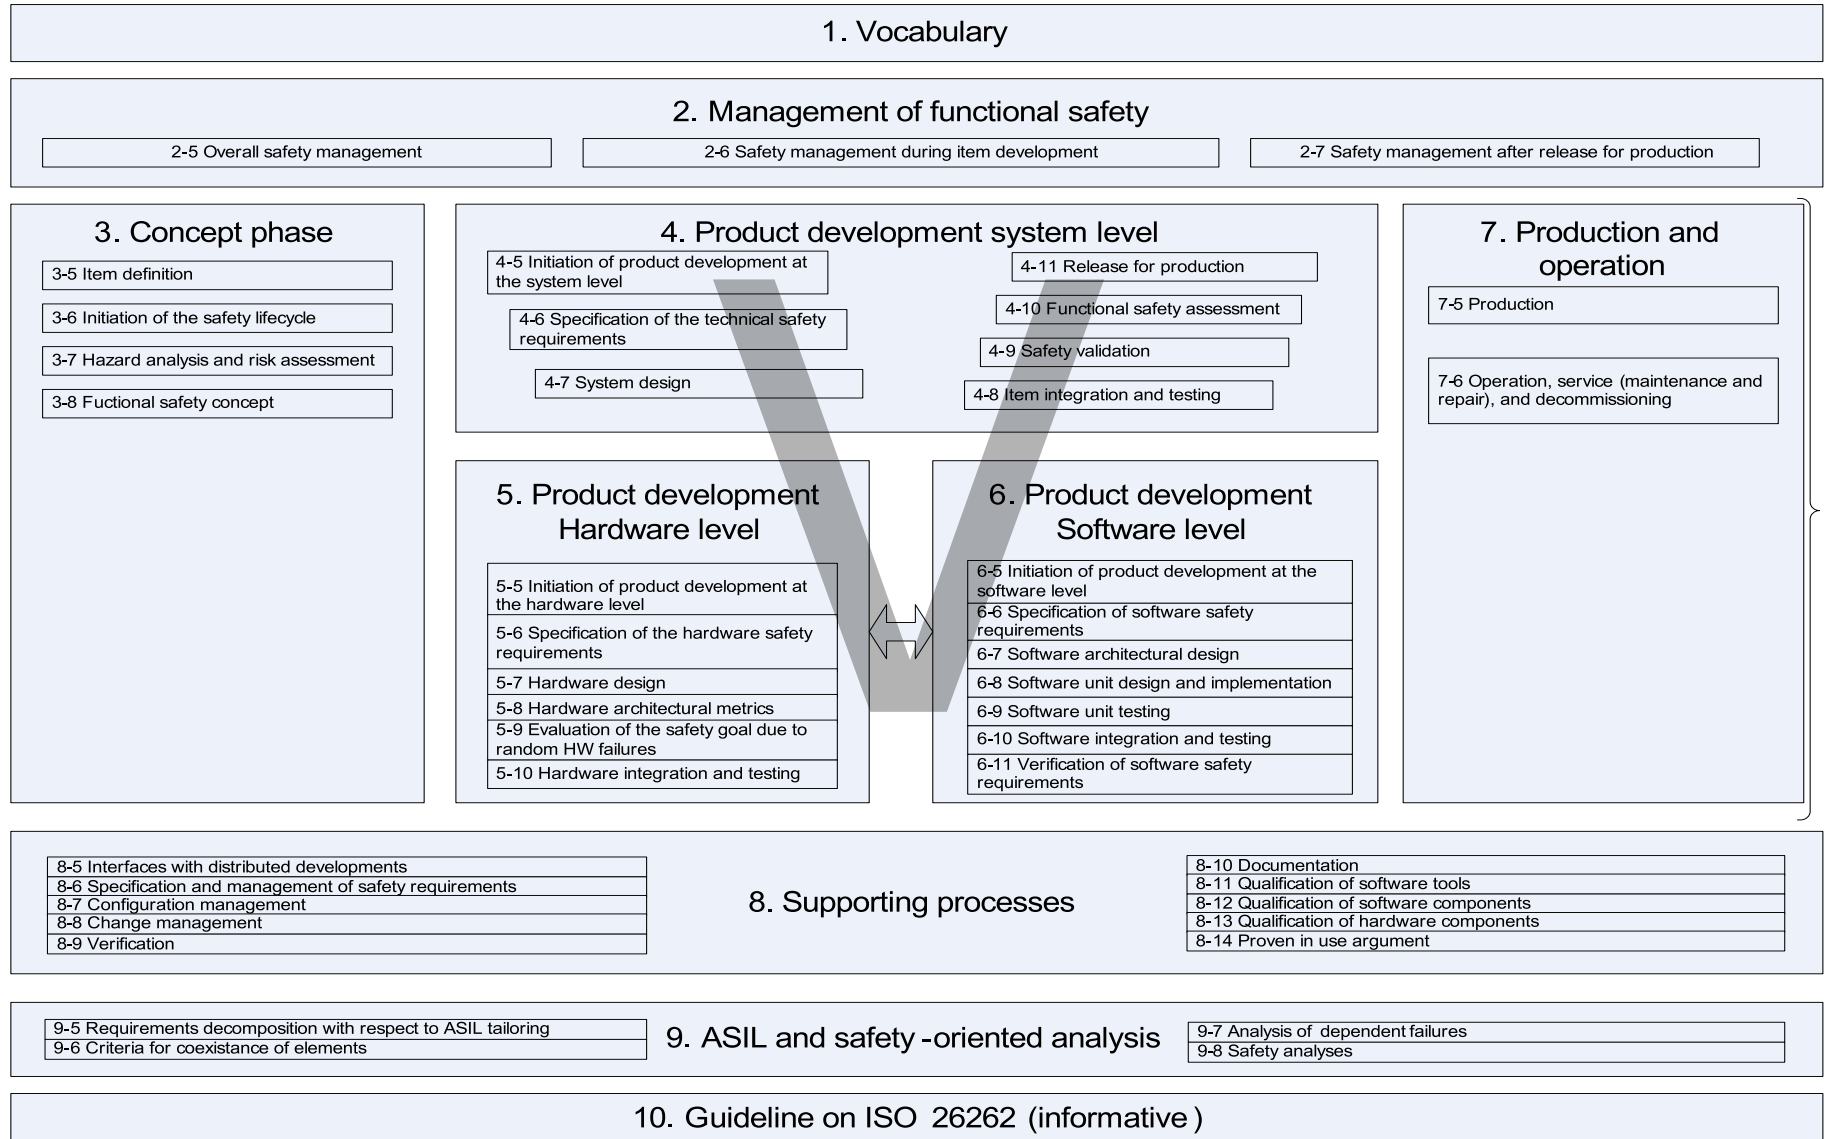 1. Vocabulary
2. Management of functional safety
2-5 Overall safety management
2-6 Safety management during item development
2-7 Safety management after release for production
3. Concept phase
3-5 Item definition
3-6 Initiation of the safety lifecycle
3-7 Hazard analysis and risk assessment
3-8 Fuctional safety concept
4. Product development system level
4-5 Initiation of product development at
the system level
4-6 Specification of the technical safety
requirements
4-7 System design
4-11 Release for production
4-10 Functional safety assessment
4-9 Safety validation
4-8 Item integration and testing
7. Production and
operation
7-5 Production
7-6 Operation, service (maintenance and
repair), and decommissioning
5. Product development
Hardware level
5-5 Initiation of product development at
the hardware level
5-6 Specification of the hardware safety
requirements
5-7 Hardware design
5-8 Hardware architectural metrics
5-9 Evaluation of the safety goal due to
random HW failures
5-10 Hardware integration and testing
6. Product development
Software level
6-5 Initiation of product development at the
software level
6-6 Specification of software safety
requirements
6-7 Software architectural design
6-8 Software unit design and implementation
6-9 Software unit testing
6-10 Software integration and testing
6-11 Verification of software safety
requirements
8. Supporting processes
8-5 Interfaces with distributed developments
8-6 Specification and management of safety requirements
8-7 Configuration management
8-8 Change management
8-9 Verification
8-10 Documentation
8-11 Qualification of software tools
8-12 Qualification of software components
8-13 Qualification of hardware components
8-14 Proven in use argument
9. ASIL and safety-oriented analysis
9-5 Requirements decomposition with respect to ASIL tailoring
9-6 Criteria for coexistance of elements
9-7 Analysis of dependent failures
9-8 Safety analyses
10. Guideline on ISO 26262 (informative)